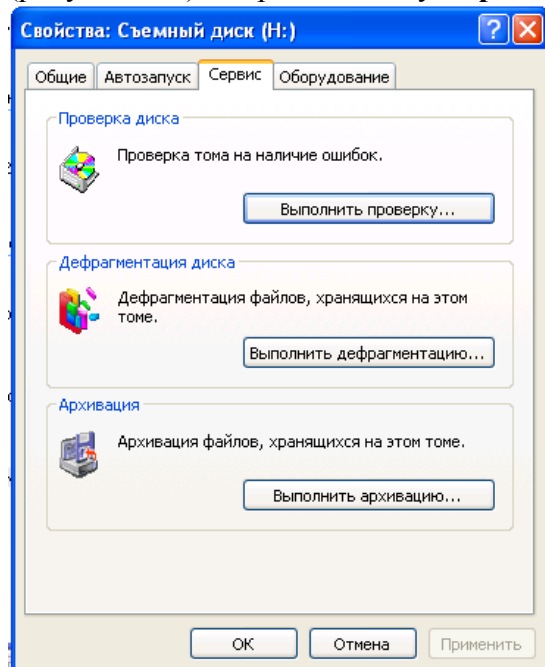 Свойства: Съемный диск (H:)
Общие Автозапуск Сервис Оборудование
Проверка диска
Проверка тома на наличие ошибок.
Выполнить проверку...
Дефрагментация диска
Дефрагментация файлов, хранящихся на этом
томе.
Выполнить дефрагментацию...
Архивация
Архивация файлов, хранящихся на этом томе.
Выполнить архивацию...
ОК Отмена Применить